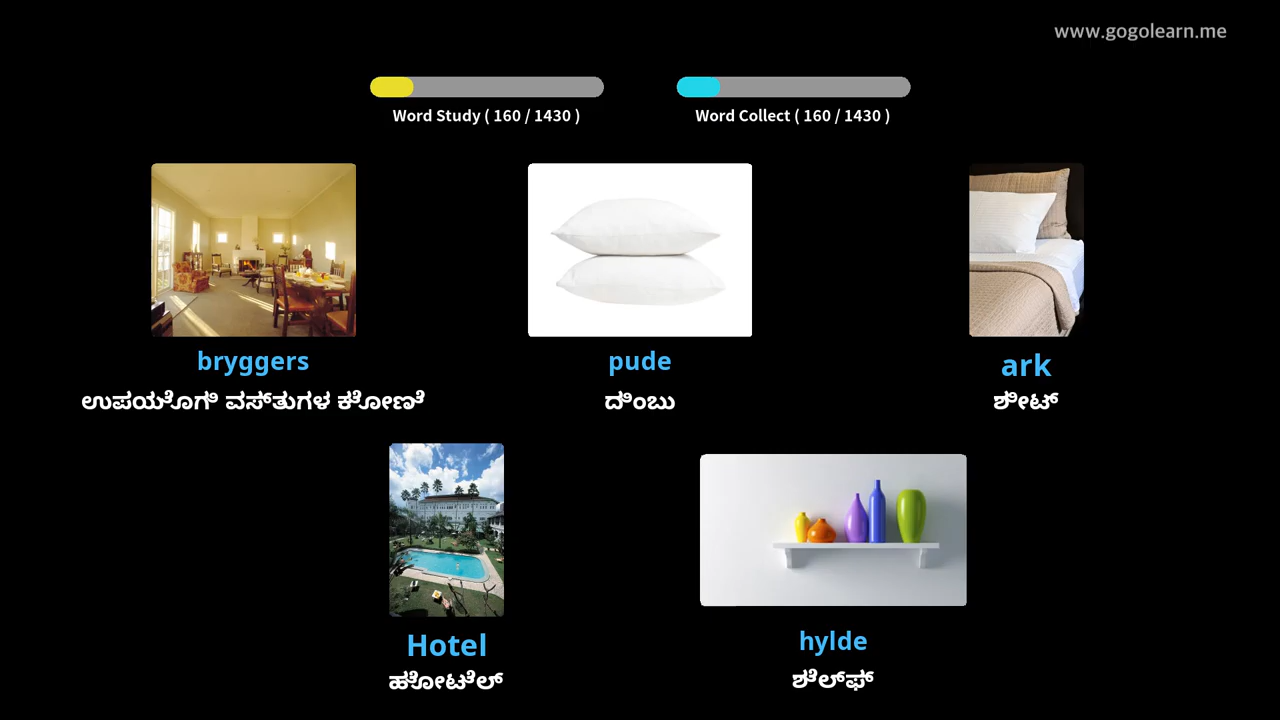 www.gogolearn.me
Word Study ( 160 / 1430 )
Word Collect ( 160 / 1430 )
bryggers
ಉಪಯೊಗಿ ವಸ್ತುಗಳ ಕೋಣೆ
pude
ದಿಂಬು
ark
ಶೀಟ್
Hotel
ಹೋಟೆಲ್
hylde
ಶೆಲ್ಫ್